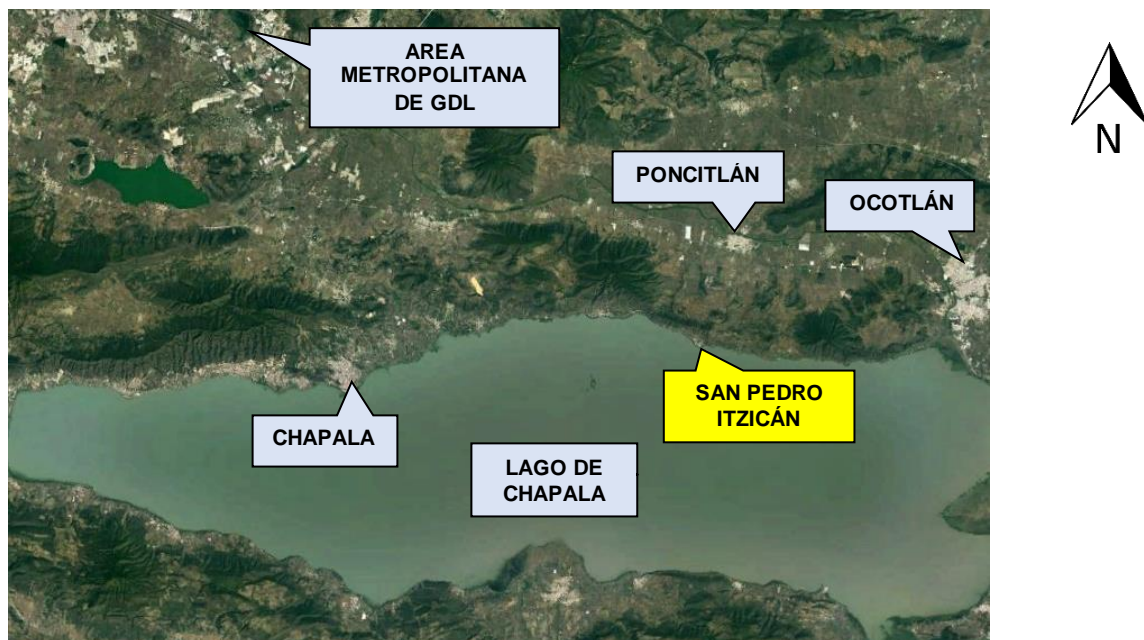 AREA
METROPOLITANA
DE GDL
N
PONCITLÁN
OCOTLÁN
SAN PEDRO
ITZICÁN
CHAPALA
LAGO DE
CHAPALA